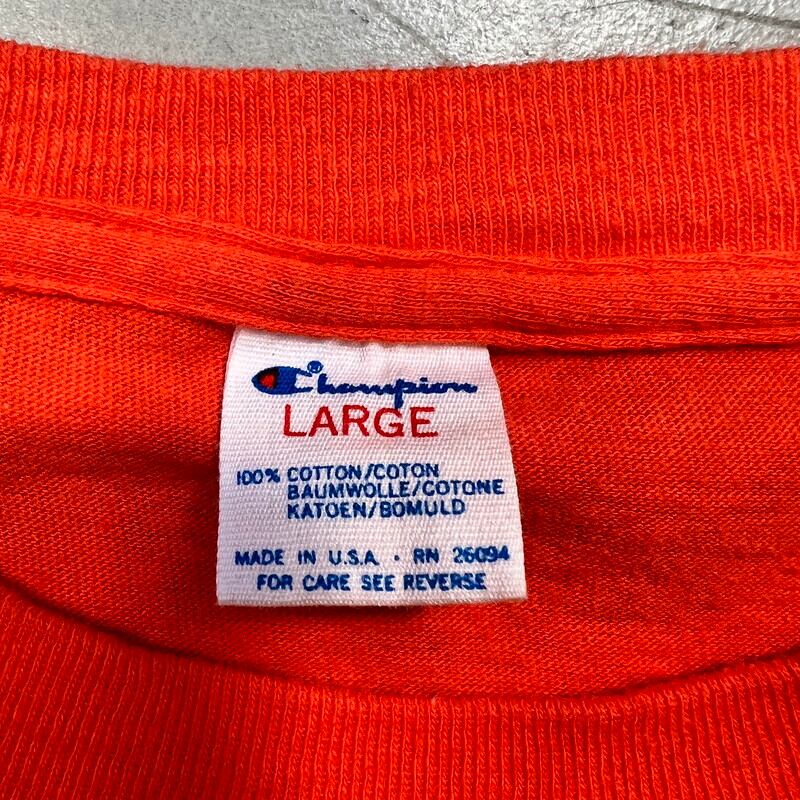 Champion®
LARGE
100% COTTON/COTON
BAUMWOLLE/COTONE
KATOEN/BOMULD
MADE IN U.S.A. • RN 26094
FOR CARE SEE REVERSE